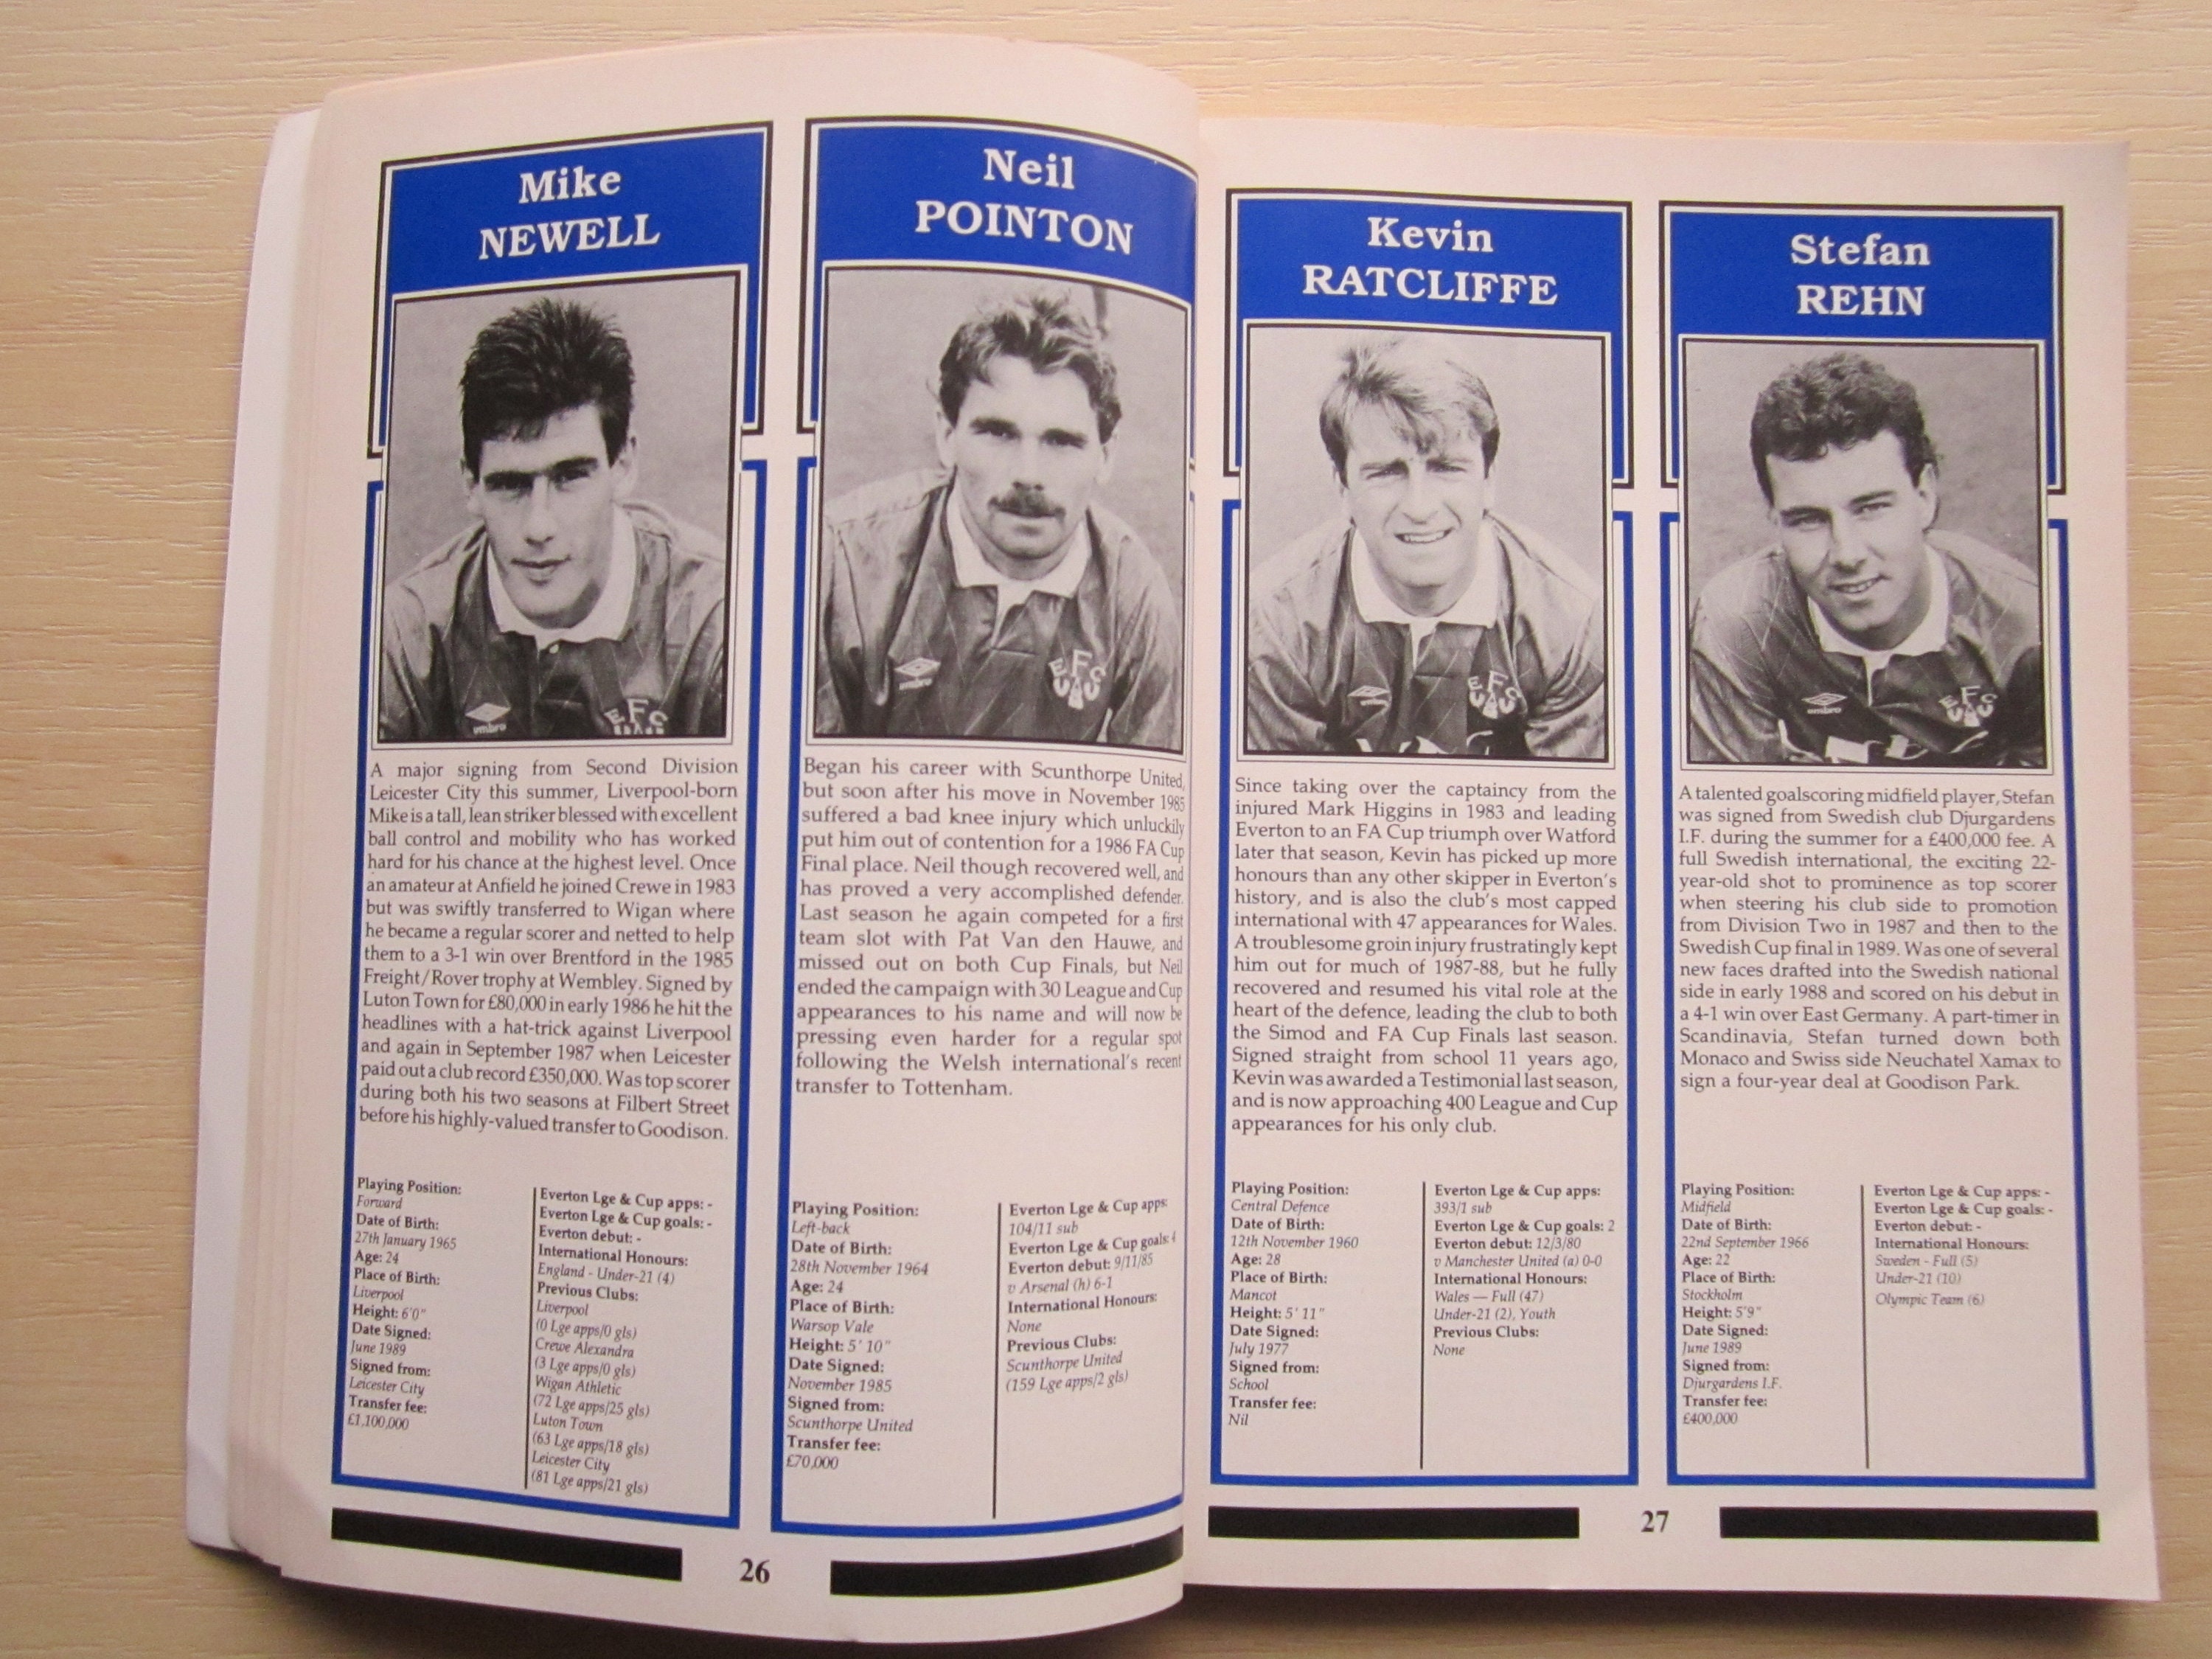 Mike
NEWELL
umbro
EFC
A major signing from Second Division
Leicester City this summer, Liverpool-born
Mike is a tall, lean striker blessed with excellent
ball control and mobility who has worked
hard for his chance at the highest level. Once
an amateur at Anfield he joined Crewe in 1983
but was swiftly transferred to Wigan where
he became a regular scorer and netted to help
them to a 3-1 win over Brentford in the 1985
Freight/Rover trophy at Wembley. Signed by
Luton Town for £80,000 in early 1986 he hit the
headlines with a hat-trick against Liverpool
and again in September 1987 when Leicester
paid out a club record £350,000. Was top scorer
during both his two seasons at Filbert Street
before his highly-valued transfer to Goodison.
Playing Position:
Forward
Date of Birth:
27th January 1965
Age: 24
Place of Birth:
Liverpool
Height: 6'0"
Date Signed:
June 1989
Signed from:
Leicester City
Transfer fee:
£1,100,000
Everton Lge & Cup apps: -
Everton Lge & Cup goals: -
Everton debut: -
International Honours:
England - Under-21 (4)
Previous Clubs:
Liverpool
(0 Lge apps/0 gls)
Crewe Alexandra
(3 Lge apps/0 gls)
Wigan Athletic
(72 Lge apps/25 gls)
Luton Town
(63 Lge apps/18 gls)
Leicester City
(81 Lge apps/21 gls)
Neil
POINTON
umbro
EFC
Began his career with Scunthorpe United,
but soon after his move in November 1985
suffered a bad knee injury which unluckily
put him out of contention for a 1986 FA Cup
Final place. Neil though recovered well, and
has proved a very accomplished defender.
Last season he again competed for a first
team slot with Pat Van den Hauwe, and
missed out on both Cup Finals, but Neil
ended the campaign with 30 League and Cup
appearances to his name and will now be
pressing even harder for a regular spot
following the Welsh international's recent
transfer to Tottenham.
Playing Position:
Left-back
Date of Birth:
28th November 1964
Age: 24
Place of Birth:
Warsop Vale
Height: 5' 10"
Date Signed:
November 1985
Signed from:
Scunthorpe United
Transfer fee:
£70,000
Everton Lge & Cup apps:
104/11 sub
Everton Lge & Cup goals: 4
Everton debut: 9/11/85
v Arsenal (h) 6-1
International Honours:
None
Previous Clubs:
Scunthorpe United
(159 Lge apps/2 gls)
26
Kevin
RATCLIFFE
EFC
Since taking over the captaincy from the
injured Mark Higgins in 1983 and leading
Everton to an FA Cup triumph over Watford
later that season, Kevin has picked up more
honours than any other skipper in Everton's
history, and is also the club's most capped
international with 47 appearances for Wales.
A troublesome groin injury frustratingly kept
him out for much of 1987-88, but he fully
recovered and resumed his vital role at the
heart of the defence, leading the club to both
the Simod and FA Cup Finals last season.
Signed straight from school 11 years ago,
Kevin was awarded a Testimonial last season,
and is now approaching 400 League and Cup
appearances for his only club.
Playing Position:
Central Defence
Date of Birth:
12th November 1960
Age: 28
Place of Birth:
Mancot
Height: 5' 11"
Date Signed:
July 1977
Signed from:
School
Transfer fee:
Nil
Everton Lge & Cup apps:
393/1 sub
Everton Lge & Cup goals: 2
Everton debut: 12/3/80
v Manchester United (a) 0-0
International Honours:
Wales — Full (47)
Under-21 (2), Youth
Previous Clubs:
None
Stefan
REHN
umbro
EFC
A talented goalscoring midfield player, Stefan
was signed from Swedish club Djurgardens
I.F. during the summer for a £400,000 fee. A
full Swedish international, the exciting 22-
year-old shot to prominence as top scorer
when steering his club side to promotion
from Division Two in 1987 and then to the
Swedish Cup final in 1989. Was one of several
new faces drafted into the Swedish national
side in early 1988 and scored on his debut in
a 4-1 win over East Germany. A part-timer in
Scandinavia, Stefan turned down both
Monaco and Swiss side Neuchatel Xamax to
sign a four-year deal at Goodison Park.
Playing Position:
Midfield
Date of Birth:
22nd September 1966
Age: 22
Place of Birth:
Stockholm
Height: 5'9"
Date Signed:
June 1989
Signed from:
Djurgardens I.F.
Transfer fee:
£400,000
Everton Lge & Cup apps: -
Everton Lge & Cup goals: -
Everton debut: -
International Honours:
Sweden - Full (5)
Under-21 (10)
Olympic Team (6)
27